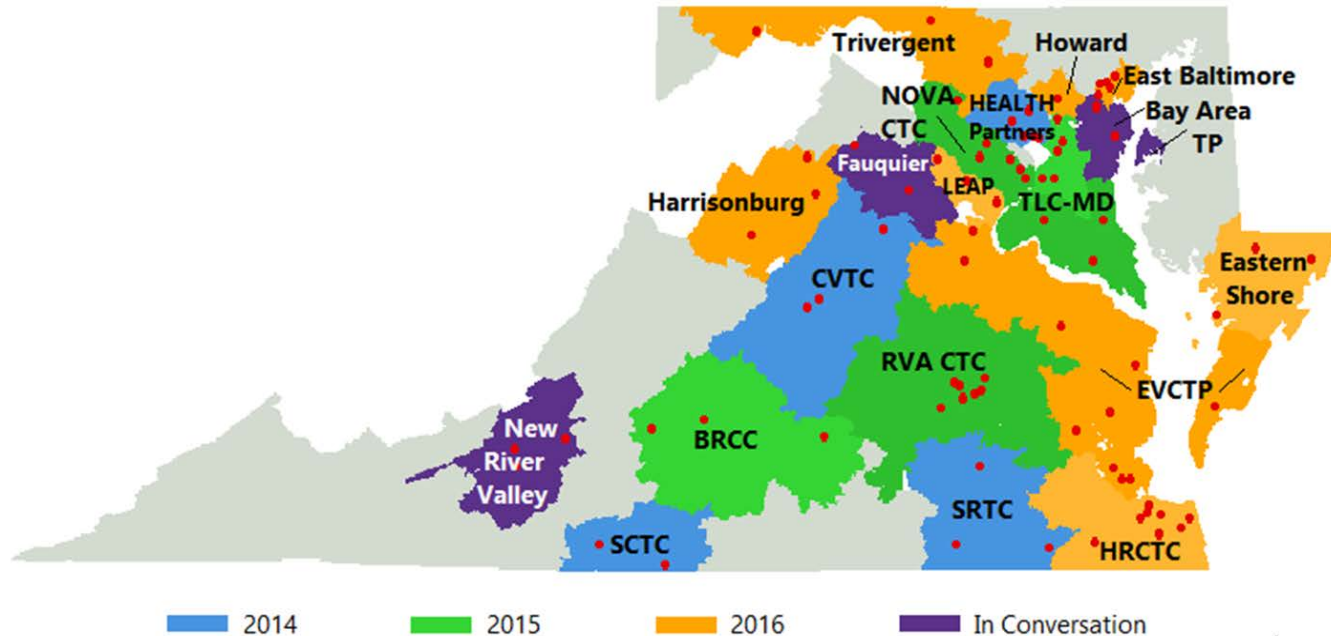 Trivergent
Howard
East Baltimore
NOVA
CTC
HEALTH
Partners
Bay Area
TP
Fauquier
LEAP
Harrisonburg
TLC-MD
CVTC
Eastern
Shore
RVA CTC
EVCTP
BRCC
New
River
Valley
SRTC
SCTC
HRCTC
2014
2015
2016
In Conversation